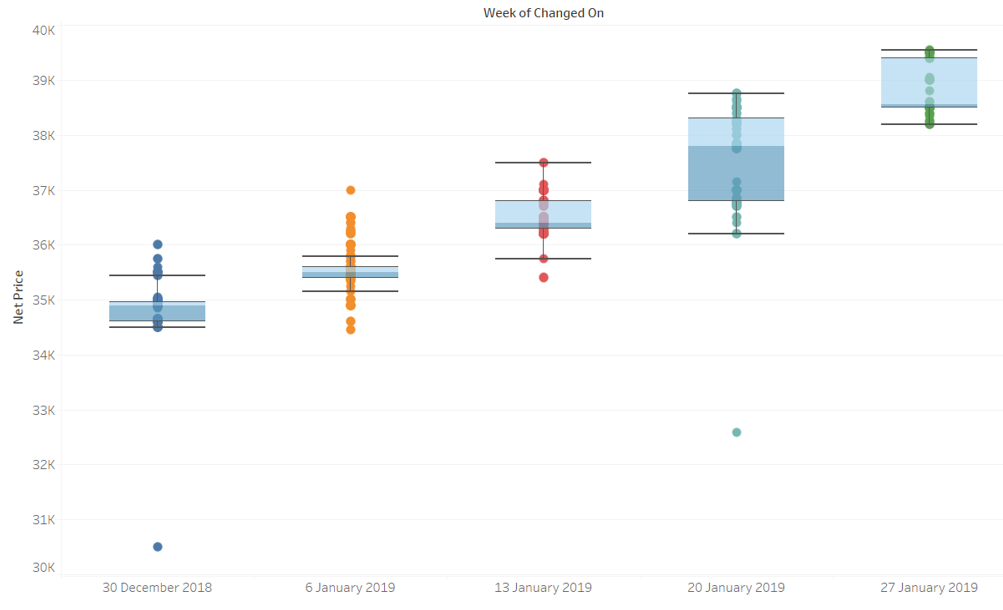 Week of Changed On
40K
39K
38K
37K
36K
35K
34K
33K
32K
31K
30K
Net Price
30 December 2018
6 January 2019
13 January 2019
20 January 2019
27 January 2019